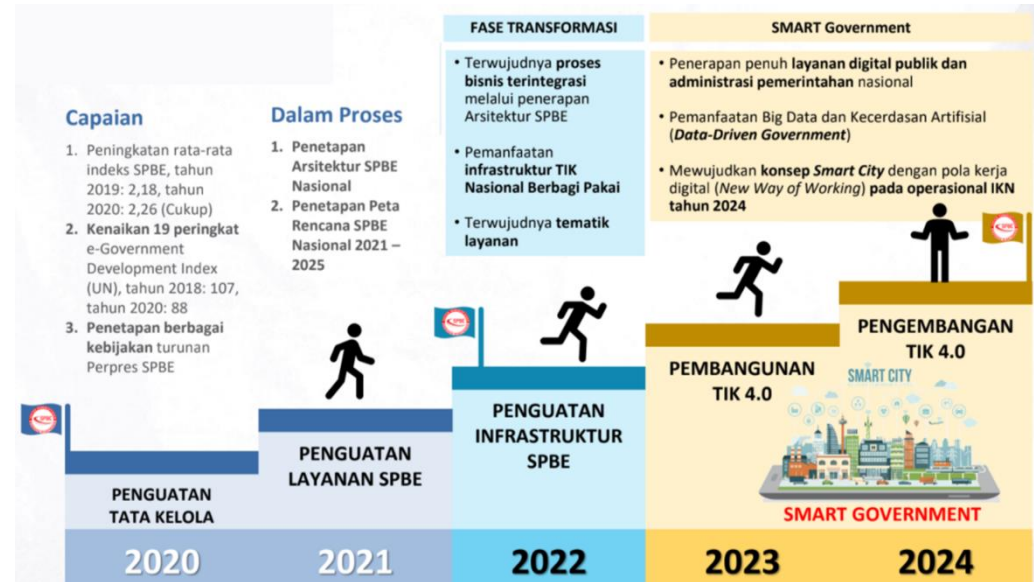 Capaian
1. Peningkatan rata-rata
indeks SPBE, tahun
2019: 2,18, tahun
2020: 2,26 (Cukup)
2. Kenaikan 19 peringkat
e-Government
Development Index
(UN), tahun 2018: 107,
tahun 2020: 88
3. Penetapan berbagai
kebijakan turunan
Perpres SPBE
Dalam Proses
1. Penetapan
Arsitektur SPBE
Nasional
2. Penetapan Peta
Rencana SPBE
Nasional 2021 –
2025
FASE TRANSFORMASI
• Terwujudnya proses
bisnis terintegrasi
melalui penerapan
Arsitektur SPBE
• Pemanfaatan
infrastruktur TIK
Nasional Berbagi Pakai
• Terwujudnya tematik
layanan
SMART Government
• Penerapan penuh layanan digital publik dan
administrasi pemerintahan nasional
• Pemanfaatan Big Data dan Kecerdasan Artifisial
(Data-Driven Government)
• Mewujudkan konsep Smart City dengan pola kerja
digital (New Way of Working) pada operasional IKN
tahun 2024
SPBE
SPBE
SPBE
PENGUATAN
TATA KELOLA
PENGUATAN
LAYANAN SPBE
PENGUATAN
INFRASTRUKTUR
SPBE
PEMBANGUNAN
TIK 4.0
PENGEMBANGAN
TIK 4.0
SMART CITY
SMART GOVERNMENT
2020
2021
2022
2023
2024